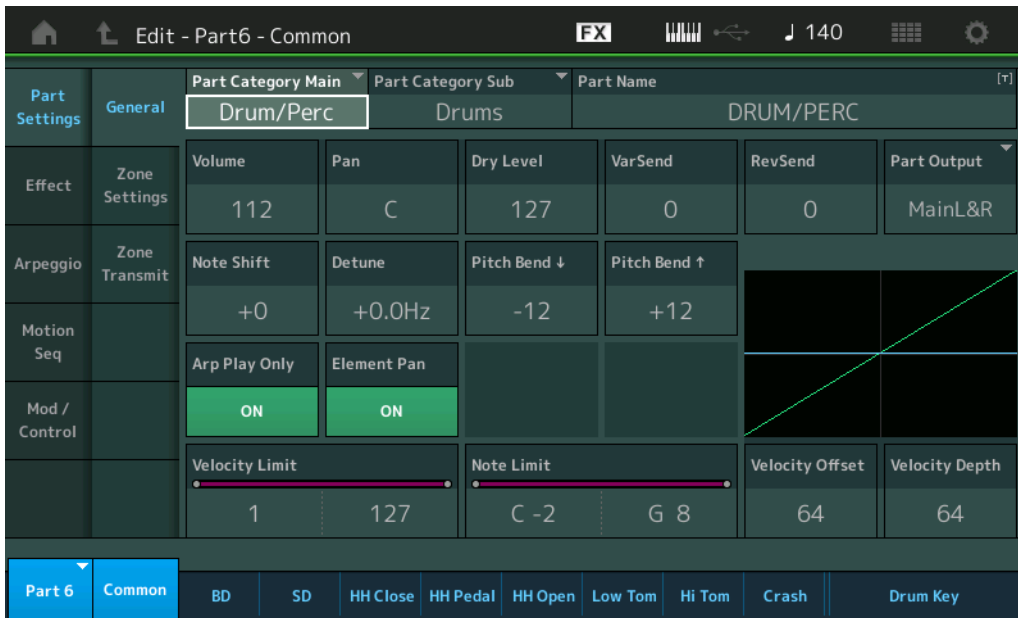 Edit - Part6 - Common
FX
♩ 140
Part Settings
General
Part Category Main
Part Category Sub
Part Name
[T]
Drum/Perc
Drums
DRUM/PERC
Effect
Zone Settings
Volume
Pan
Dry Level
VarSend
RevSend
Part Output
112
C
127
0
0
MainL&R
Arpeggio
Zone Transmit
Note Shift
Detune
Pitch Bend ↓
Pitch Bend ↑
+0
+0.0Hz
-12
+12
Motion Seq
Arp Play Only
Element Pan
ON
ON
Mod / Control
Velocity Limit
Note Limit
Velocity Offset
Velocity Depth
1
127
C -2
G 8
64
64
Part 6
Common
BD
SD
HH Close
HH Pedal
HH Open
Low Tom
Hi Tom
Crash
Drum Key